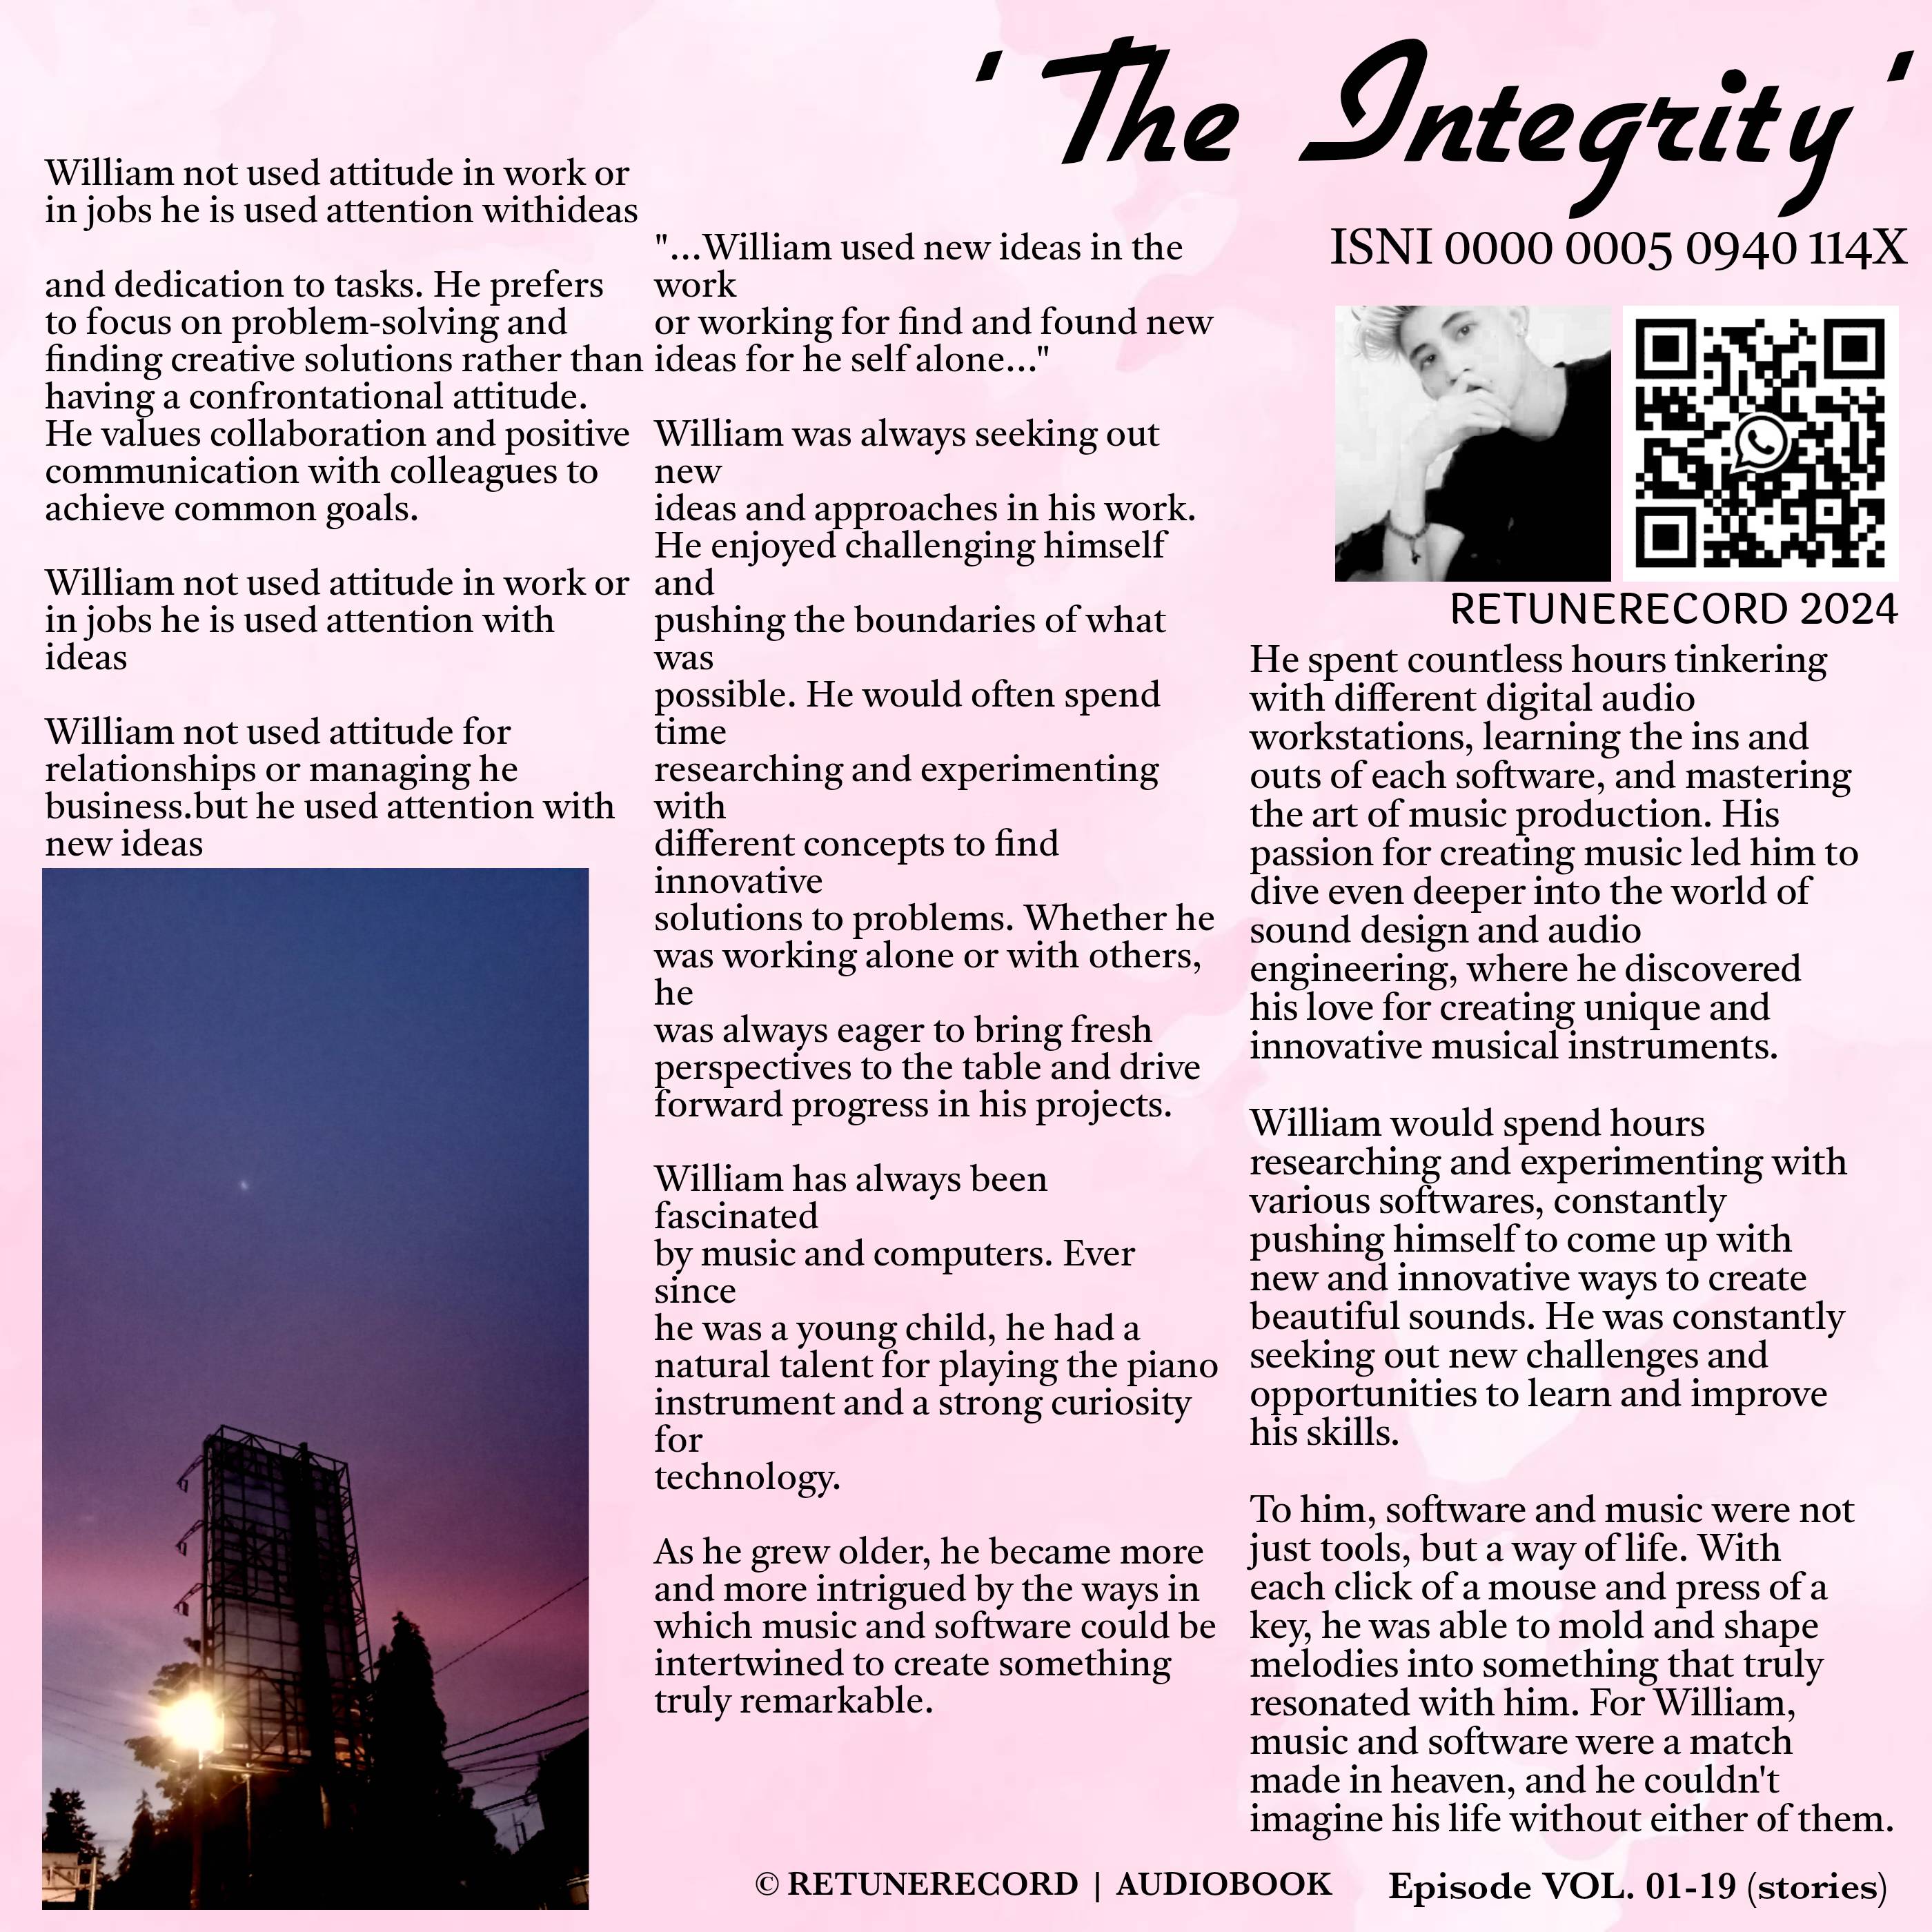 ' The Integrity '
ISNI 0000 0005 0940 114X
William not used attitude in work or
in jobs he is used attention withideas
and dedication to tasks. He prefers
to focus on problem-solving and
finding creative solutions rather than
having a confrontational attitude.
He values collaboration and positive
communication with colleagues to
achieve common goals.
William not used attitude in work or
in jobs he is used attention with
ideas
William not used attitude for
relationships or managing he
business.but he used attention with
new ideas
"...William used new ideas in the
work
or working for find and found new
ideas for he self alone..."
William was always seeking out
new
ideas and approaches in his work.
He enjoyed challenging himself
and
pushing the boundaries of what
was
possible. He would often spend
time
researching and experimenting
with
different concepts to find
innovative
solutions to problems. Whether he
was working alone or with others,
he
was always eager to bring fresh
perspectives to the table and drive
forward progress in his projects.
William has always been
fascinated
by music and computers. Ever
since
he was a young child, he had a
natural talent for playing the piano
instrument and a strong curiosity
for
technology.
As he grew older, he became more
and more intrigued by the ways in
which music and software could be
intertwined to create something
truly remarkable.
RETUNERECORD 2024
He spent countless hours tinkering
with different digital audio
workstations, learning the ins and
outs of each software, and mastering
the art of music production. His
passion for creating music led him to
dive even deeper into the world of
sound design and audio
engineering, where he discovered
his love for creating unique and
innovative musical instruments.
William would spend hours
researching and experimenting with
various softwares, constantly
pushing himself to come up with
new and innovative ways to create
beautiful sounds. He was constantly
seeking out new challenges and
opportunities to learn and improve
his skills.
To him, software and music were not
just tools, but a way of life. With
each click of a mouse and press of a
key, he was able to mold and shape
melodies into something that truly
resonated with him. For William,
music and software were a match
made in heaven, and he couldn't
imagine his life without either of them.
© RETUNERECORD | AUDIOBOOK
Episode VOL. 01-19 (stories)